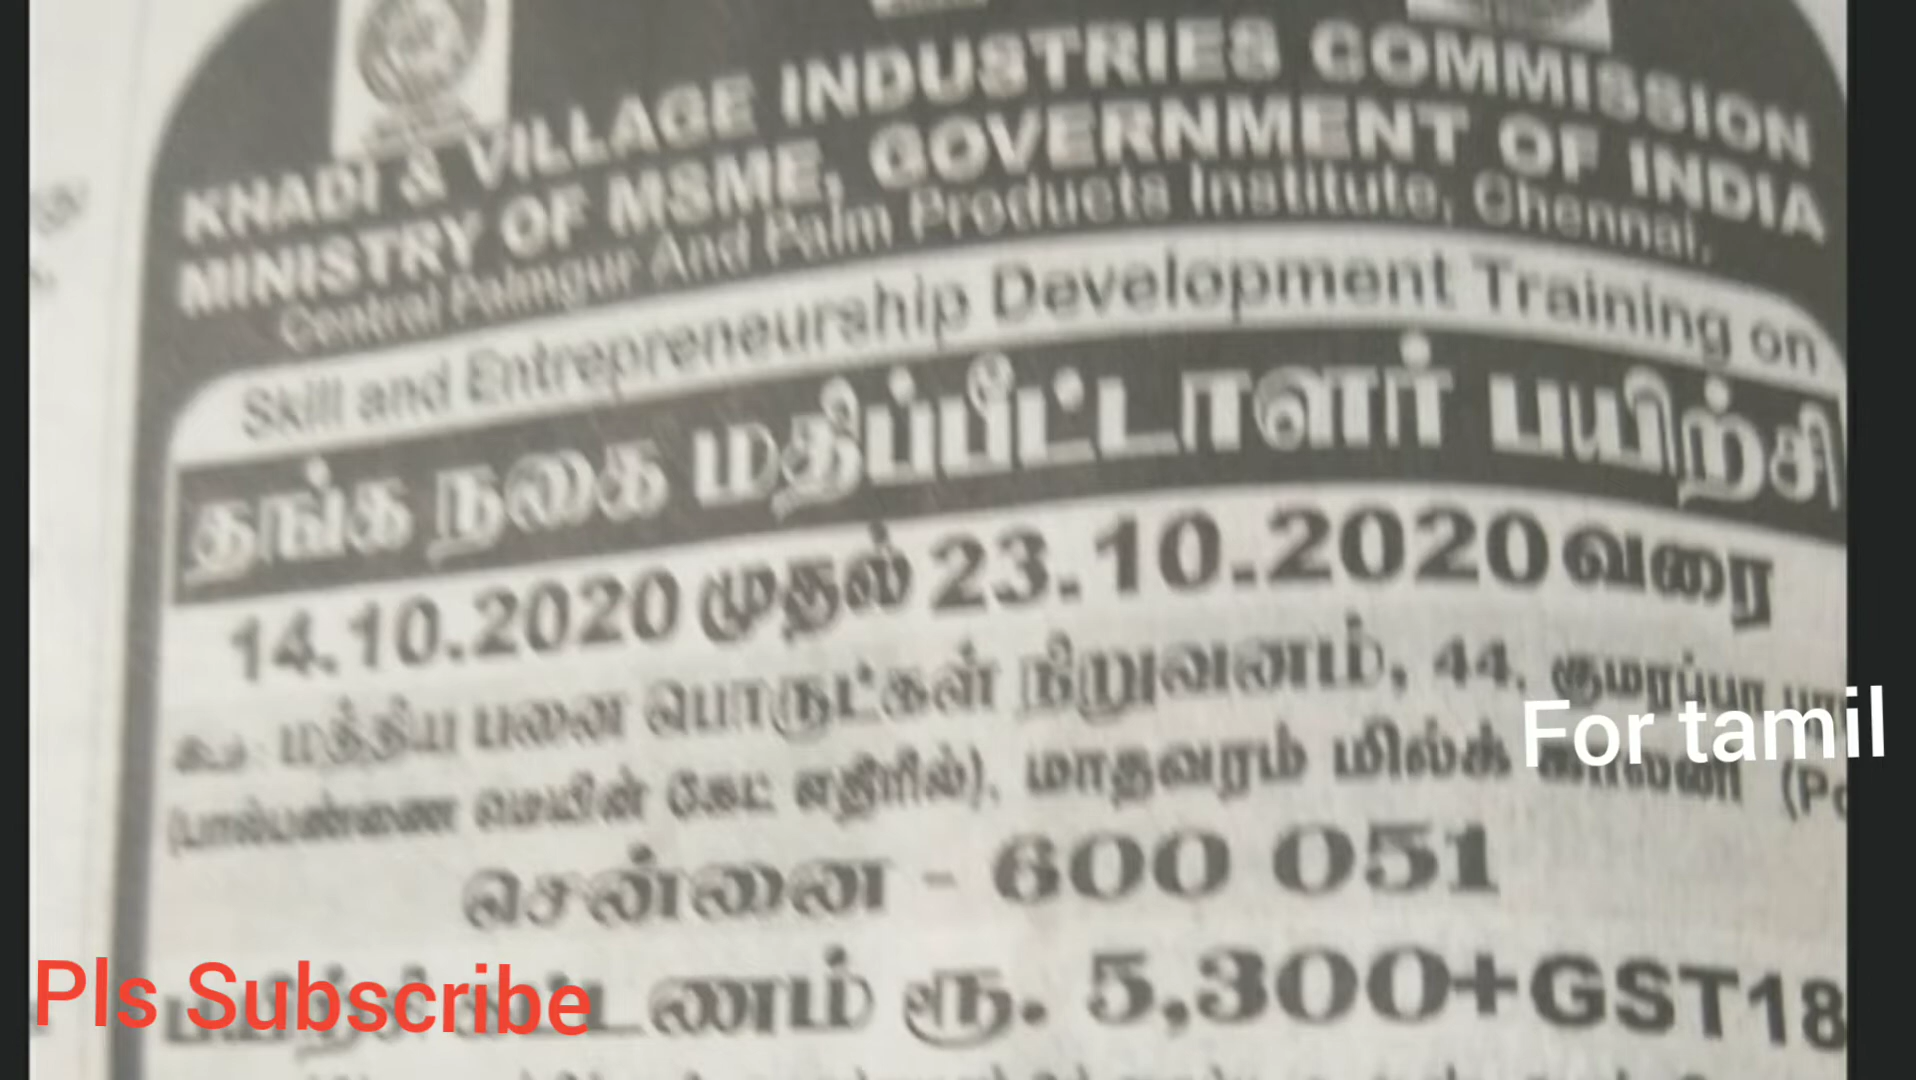 KHADI & VILLAGE INDUSTRIES COMMISSION
MINISTRY OF MSME, GOVERNMENT OF INDIA
Central Palmgur And Palm Products Institute, Chennai.
Skill and Entrepreneurship Development Training on
தங்க நகை மதிப்பீட்டாளர் பயிற்சி
14.10.2020 முதல் 23.10.2020 வரை
மத்திய பனை பொருட்கள் நிறுவனம், 44, குமரப்பா
For tamil
(பால்பண்ணை மெயின் கேட் எதிரில்), மாதவரம் மில்க் காலனி
சென்னை - 600 051
Pls Subscribe
ரூ. 5,300+GST18